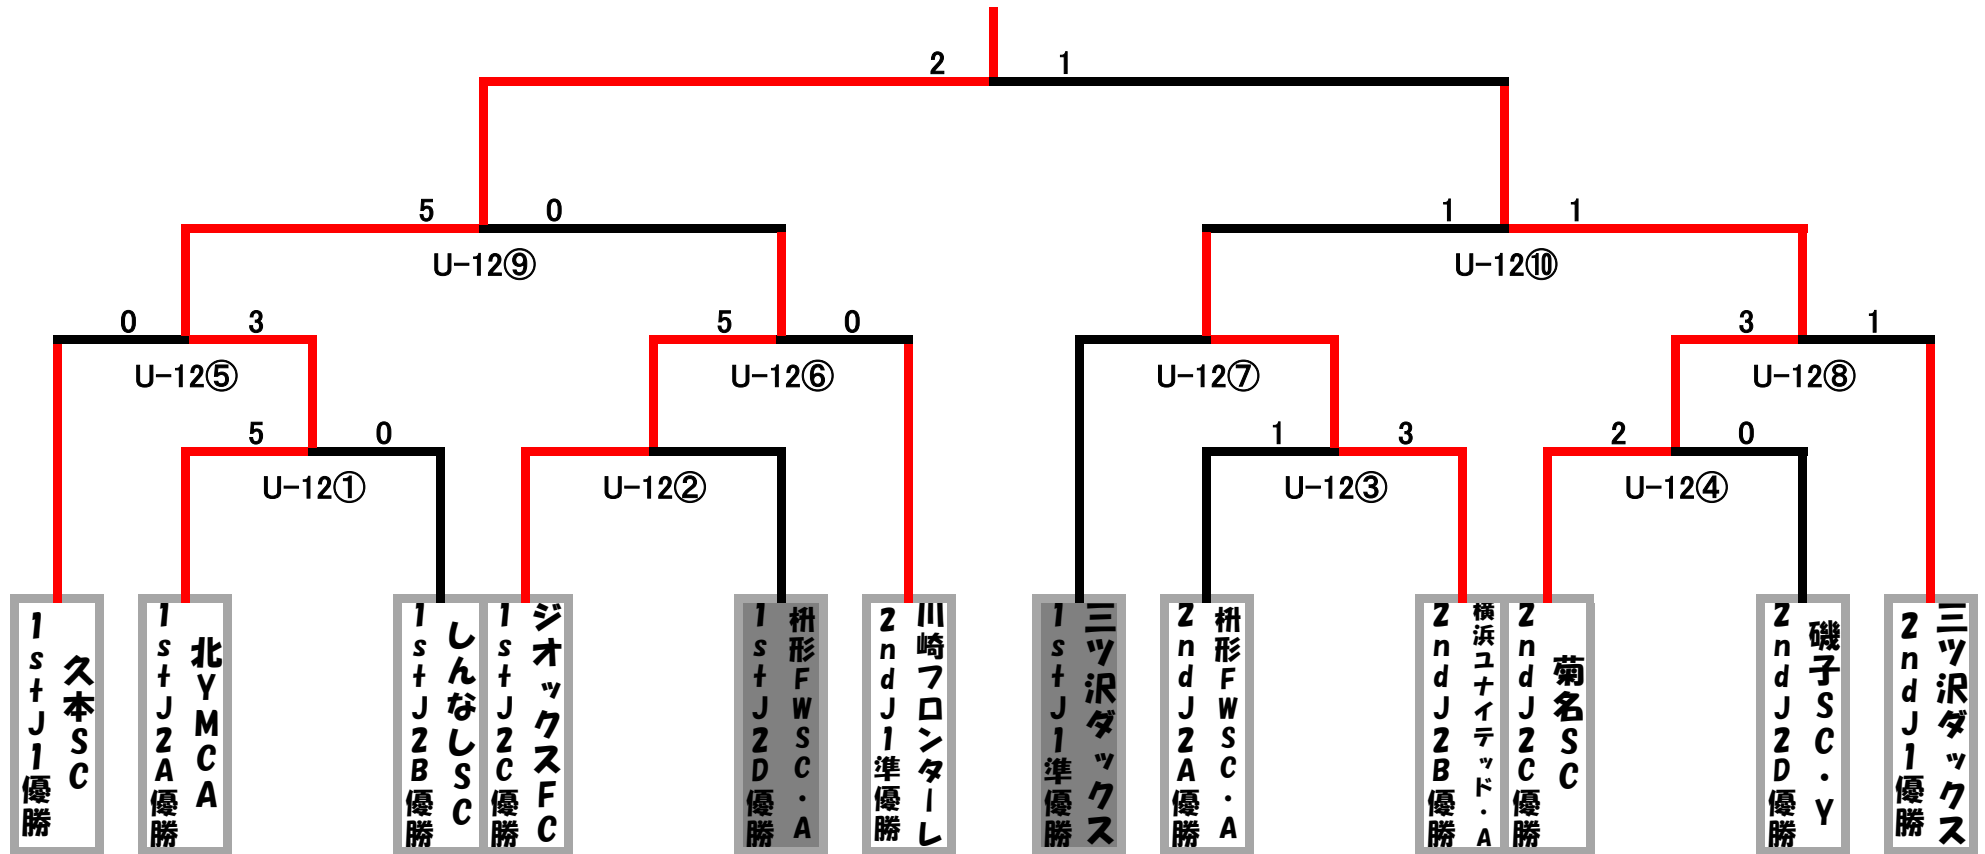 2 1
5 0 1 1
U-12⑨ U-12⑩
0 3 5 0 3 1
U-12⑤ U-12⑥ U-12⑦ U-12⑧
5 0 1 3 2 0
U-12① U-12② U-12③ U-12④
1stJ1優勝
久本SC
1stJ2A優勝
北YMCA
1stJ2B優勝
しんなしSC
1stJ2C優勝
ジオックスFC
1stJ2D優勝
枡形FWSC・A
2ndJ1準優勝
川崎フロンターレ
1stJ1準優勝
三ツ沢ダックス
2ndJ2A優勝
枡形FWSC・A
2ndJ2B優勝
横浜ユナイテッド・A
2ndJ2C優勝
菊名SC
2ndJ2D優勝
磯子SC・Y
2ndJ1優勝
三ツ沢ダックス